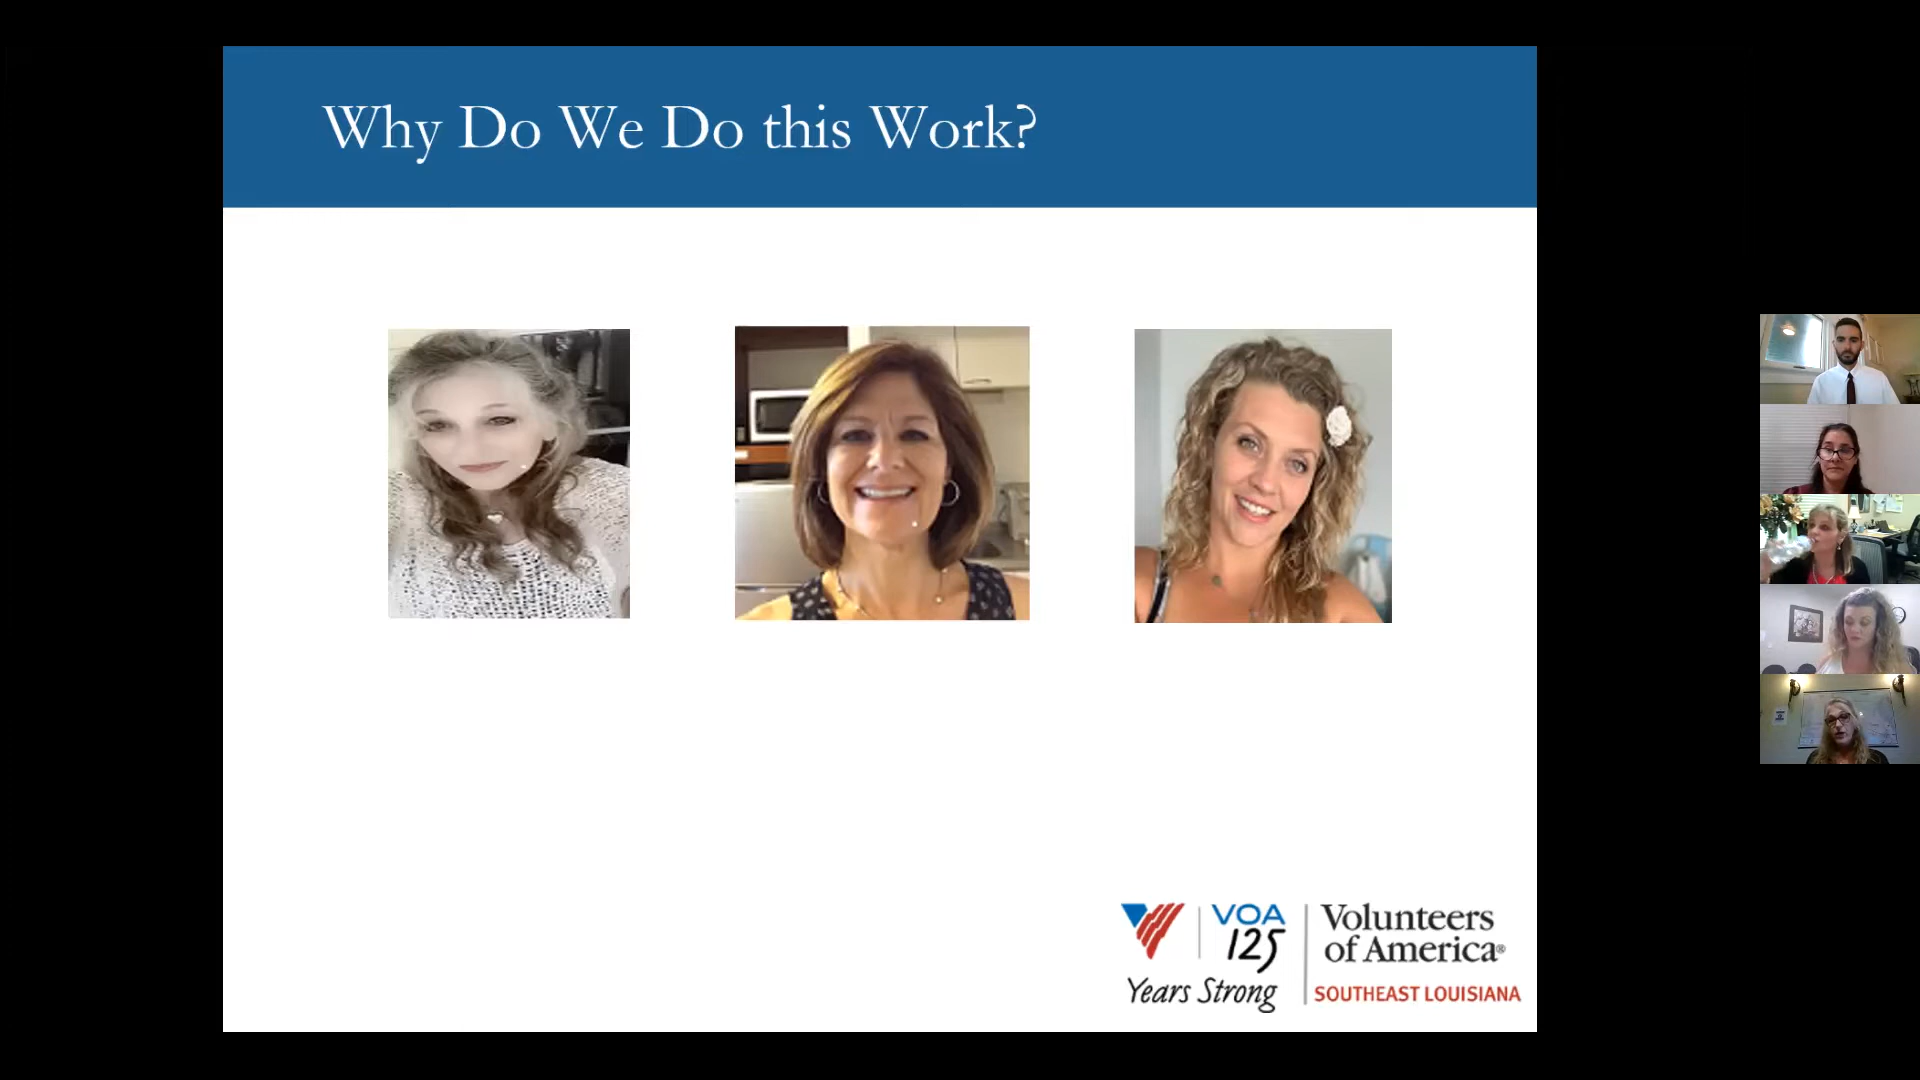 Why Do We Do this Work?
VOA
125
Years Strong
Volunteers
of America®
SOUTHEAST LOUISIANA